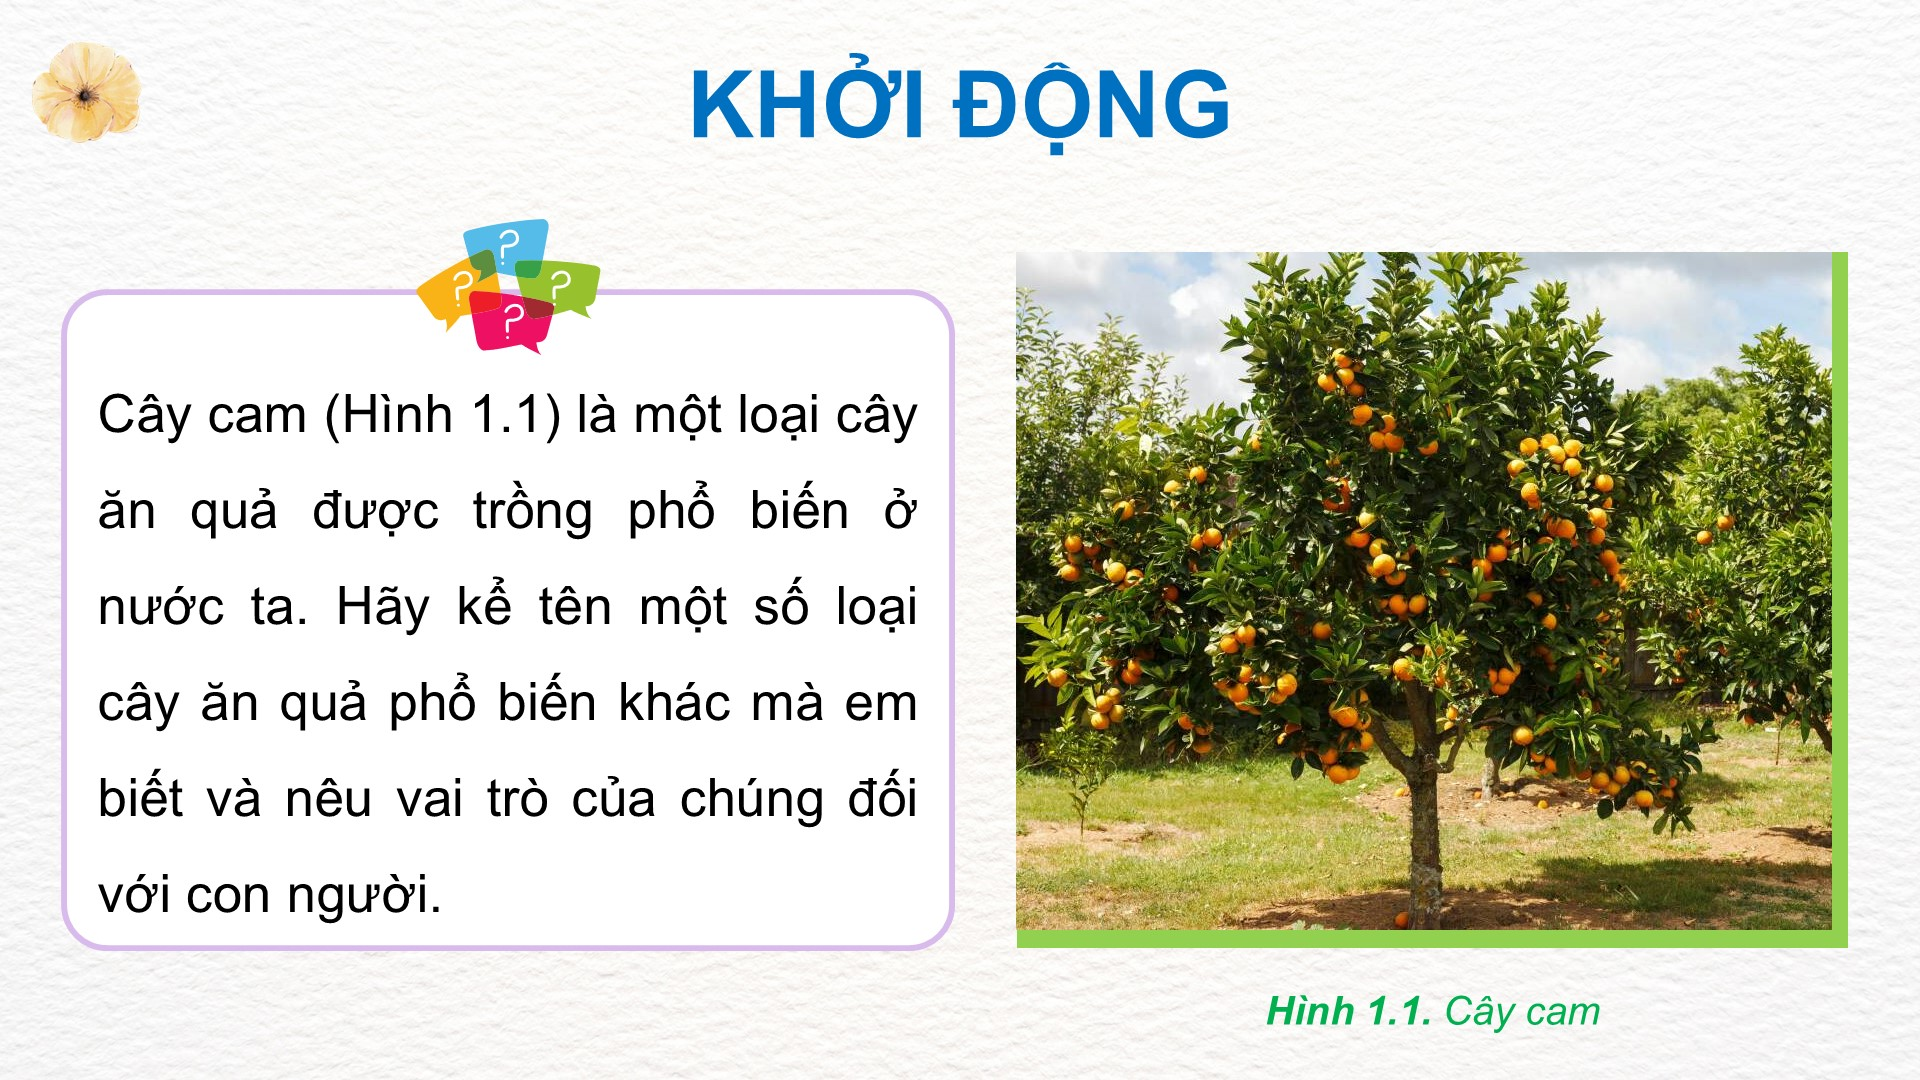 KHỞI ĐỘNG
? ? ? ?
Cây cam (Hình 1.1) là một loại cây
ăn quả được trồng phổ biến ở
nước ta. Hãy kể tên một số loại
cây ăn quả phổ biến khác mà em
biết và nêu vai trò của chúng đối
với con người.
Hình 1.1. Cây cam